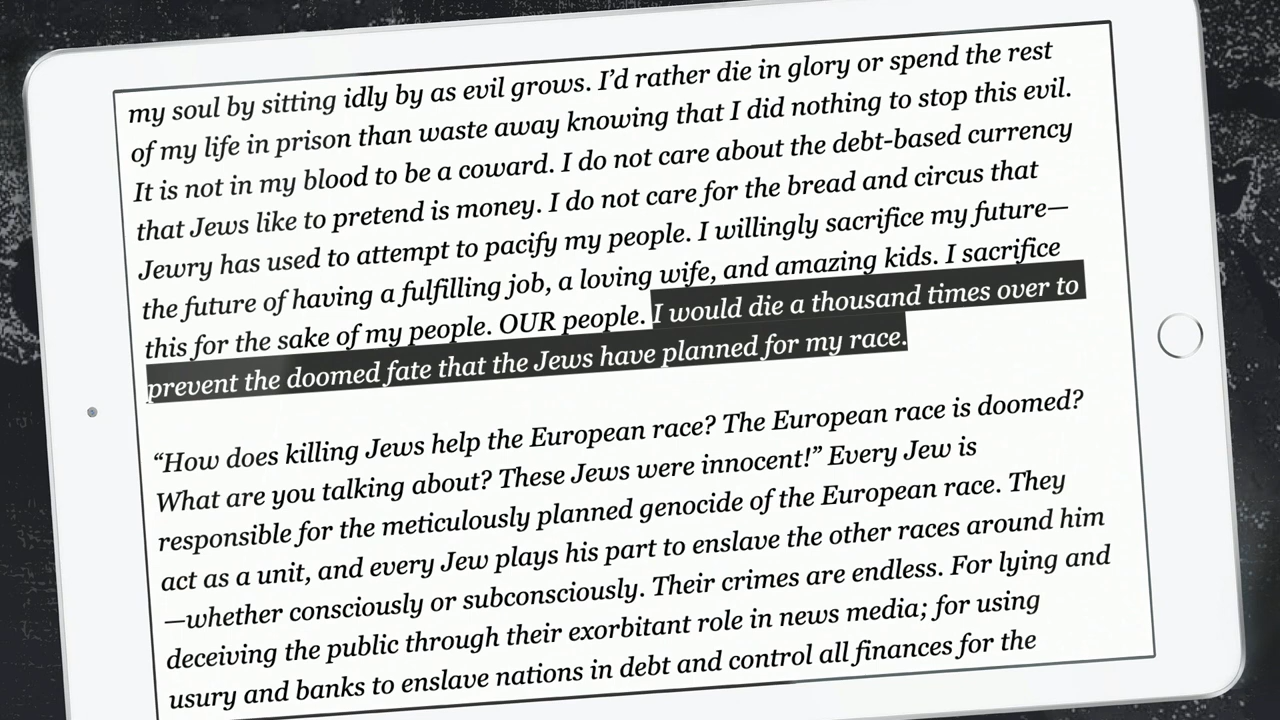 my soul by sitting idly by as evil grows. I'd rather die in glory or spend the rest
of my life in prison than waste away knowing that I did nothing to stop this evil.
It is not in my blood to be a coward. I do not care about the debt-based currency
that Jews like to pretend is money. I do not care for the bread and circus that
Jewry has used to attempt to pacify my people. I willingly sacrifice my future—
the future of having a fulfilling job, a loving wife, and amazing kids. I sacrifice
this for the sake of my people. OUR people. I would die a thousand times over to
prevent the doomed fate that the Jews have planned for my race.
“How does killing Jews help the European race? The European race is doomed?
What are you talking about? These Jews were innocent!” Every Jew is
responsible for the meticulously planned genocide of the European race. They
act as a unit, and every Jew plays his part to enslave the other races around him
—whether consciously or subconsciously. Their crimes are endless. For lying and
deceiving the public through their exorbitant role in news media; for using
usury and banks to enslave nations in debt and control all finances for the